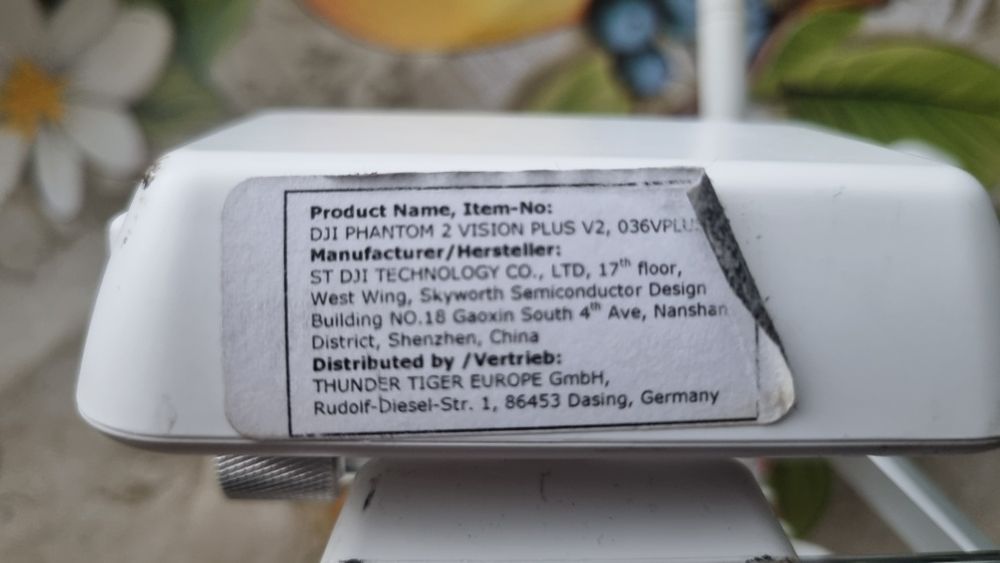 Product Name, Item-No:
DJI PHANTOM 2 VISION PLUS V2, 036VPLUS
Manufacturer/Hersteller:
ST DJI TECHNOLOGY CO., LTD, 17th floor,
West Wing, Skyworth Semiconductor Design
Building NO.18 Gaoxin South 4th Ave, Nanshan
District, Shenzhen, China
Distributed by /Vertrieb:
THUNDER TIGER EUROPE GmbH,
Rudolf-Diesel-Str. 1, 86453 Dasing, Germany